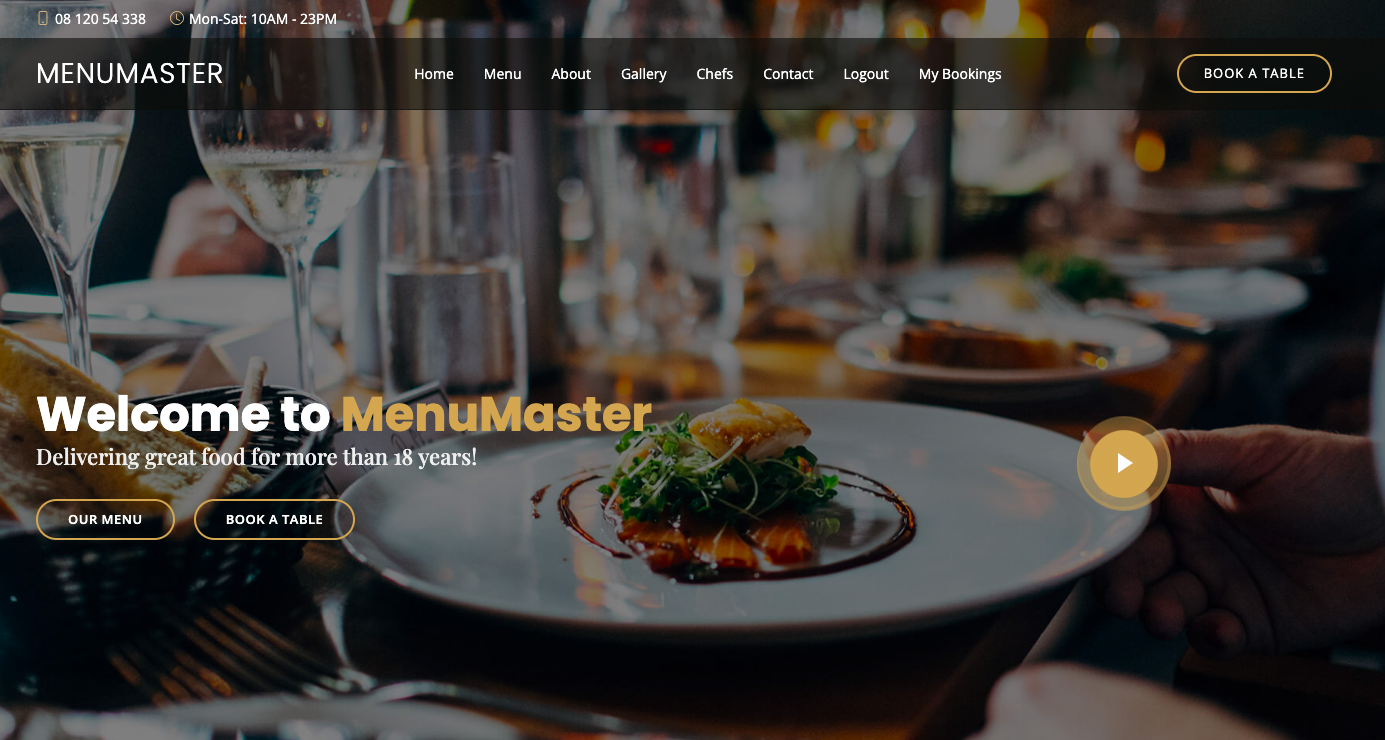 08 120 54 338 Mon-Sat: 10AM - 23PM
MENUMASTER Home Menu About Gallery Chefs Contact Logout My Bookings BOOK A TABLE
Welcome to MenuMaster
Delivering great food for more than 18 years!
OUR MENU BOOK A TABLE